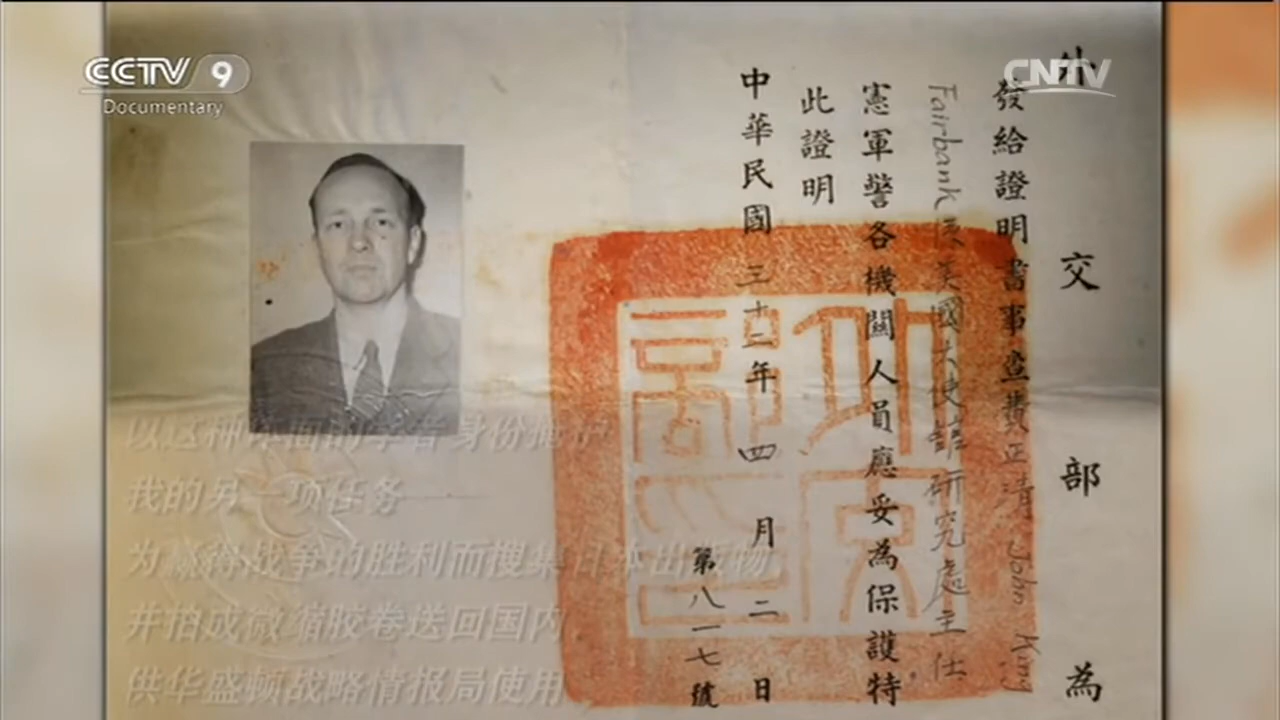 CCTV 9
Documentary
CNTV
外交部為
發給證明書事查費正清 John King
Fairbank 係美國大使館研究處主任
憲軍警各機關人員應妥為保護特
此證明
中華民國三十二年四月二日
第八一七號
以这种体面的学者身份掩护
我的另一项任务
为赢得战争的胜利而搜集日本出版物
并拍成微缩胶卷送回国内
供华盛顿战略情报局使用